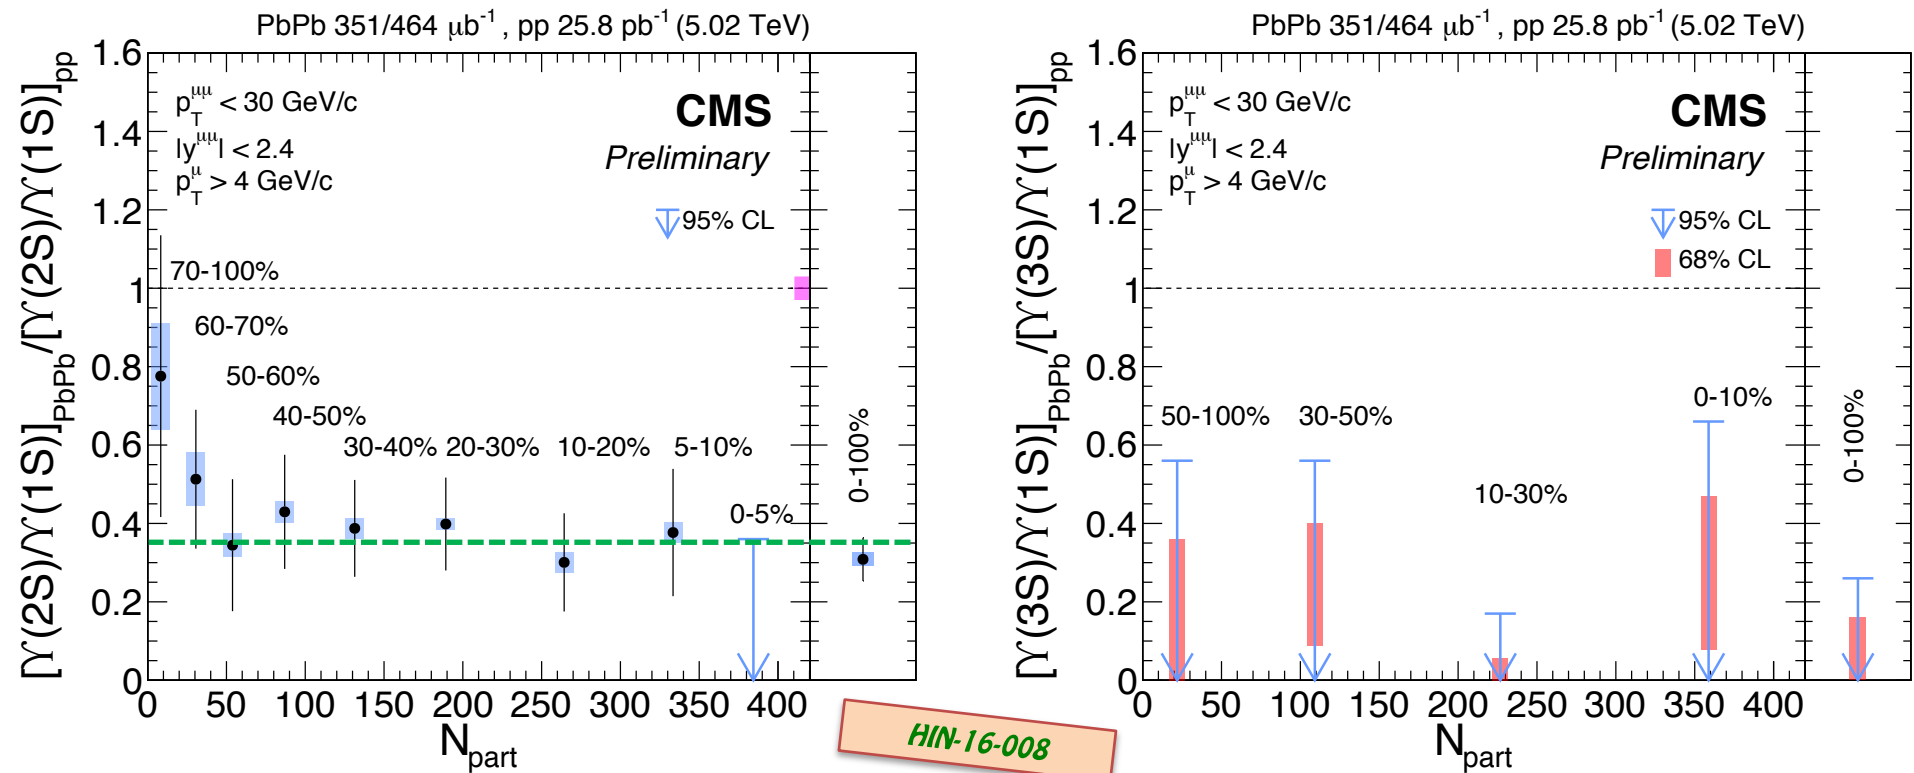 PbPb 351/464 μb⁻¹, pp 25.8 pb⁻¹ (5.02 TeV)
[ϒ(2S)/ϒ(1S)]PbPb/[ϒ(2S)/ϒ(1S)]pp
1.6
1.4
1.2
1
0.8
0.6
0.4
0.2
0
pTμμ < 30 GeV/c
|yμμ| < 2.4
pTμ > 4 GeV/c
CMS
Preliminary
95% CL
70-100%
60-70%
50-60%
40-50%
30-40%
20-30%
10-20%
5-10%
0-5%
0-100%
0 50 100 150 200 250 300 350 400
Npart
HIN-16-008
PbPb 351/464 μb⁻¹, pp 25.8 pb⁻¹ (5.02 TeV)
[ϒ(3S)/ϒ(1S)]PbPb/[ϒ(3S)/ϒ(1S)]pp
1.6
1.4
1.2
1
0.8
0.6
0.4
0.2
0
pTμμ < 30 GeV/c
|yμμ| < 2.4
pTμ > 4 GeV/c
CMS
Preliminary
95% CL
68% CL
50-100%
30-50%
10-30%
0-10%
0-100%
0 50 100 150 200 250 300 350 400
Npart